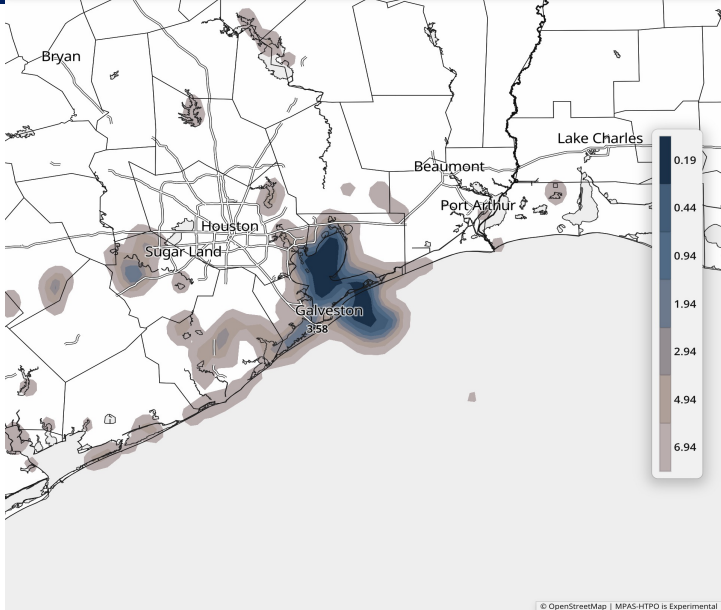 Bryan
Lake Charles
Beaumont
Port Arthur
Houston
Sugar Land
Galveston
3.58
0.19
0.44
0.94
1.94
2.94
4.94
6.94
© OpenStreetMap | MPAS-HTPO is Experimental